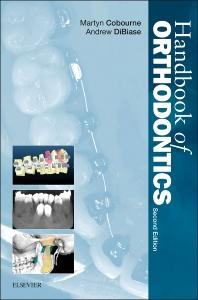 Martyn Cobourne
Andrew DiBiase
Handbook of
ORTHODONTICS
Second Edition
ELSEVIER